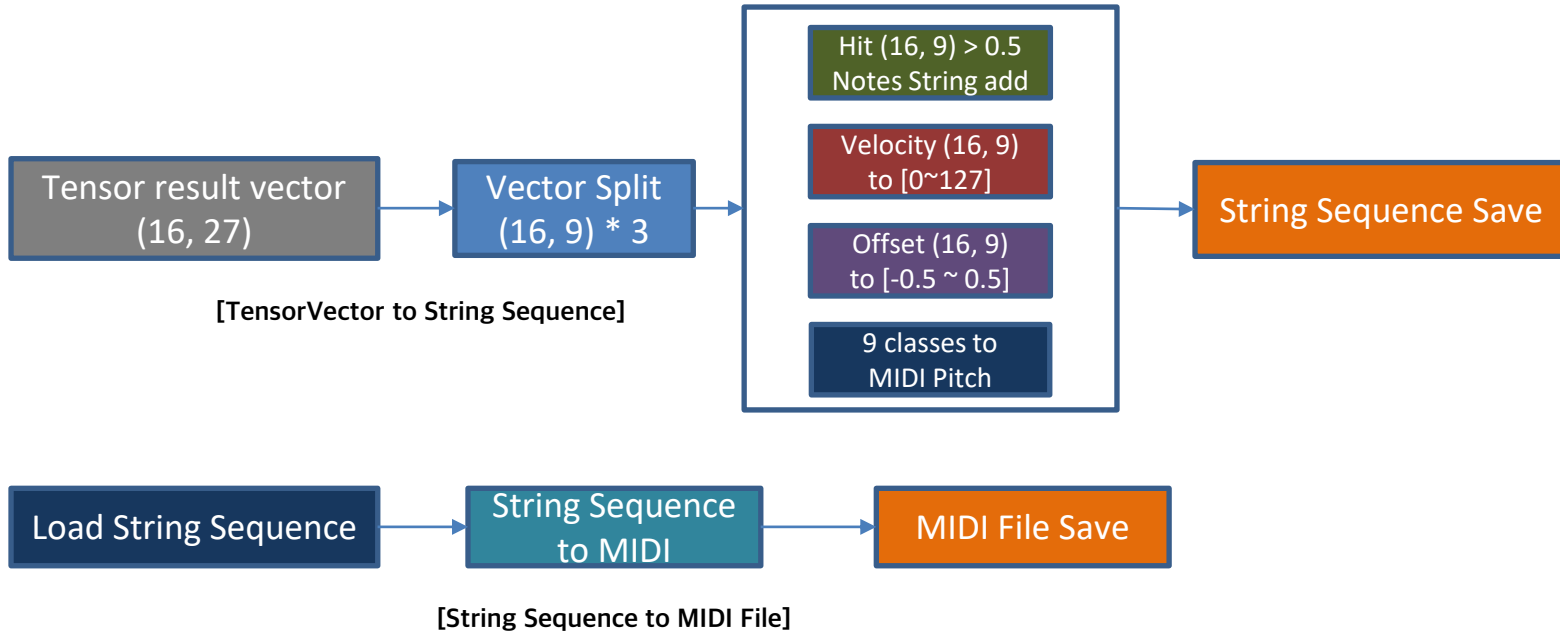 Tensor result vector
(16, 27)
Vector Split
(16, 9) * 3
Hit (16, 9) > 0.5
Notes String add
Velocity (16, 9)
to [0~127]
Offset (16, 9)
to [-0.5 ~ 0.5]
9 classes to
MIDI Pitch
String Sequence Save
[TensorVector to String Sequence]
Load String Sequence
String Sequence
to MIDI
MIDI File Save
[String Sequence to MIDI File]